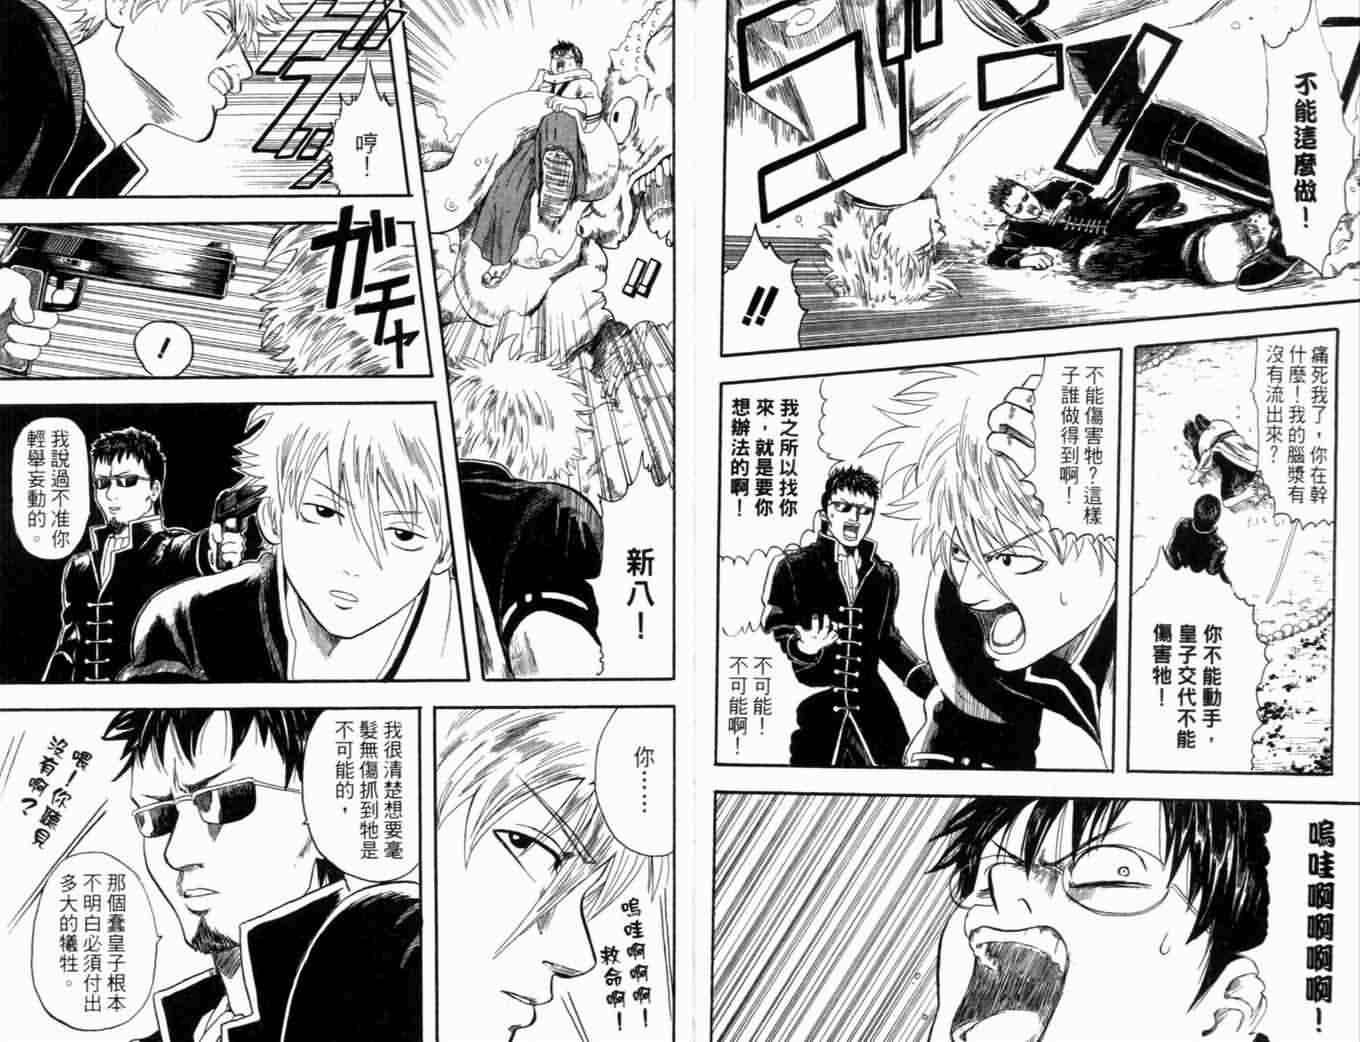 不能這麼做！
ゴーン
!!
痛死我了，你在幹
什麼！我的腦漿有
沒有流出來？
你不能動手，
皇子交代不能
傷害牠！
不能傷害牠？這樣
子誰做得到啊！
我之所以找你
來，就是要你
想辦法的啊！
不可能！
不可能啊！
嗚哇啊啊啊啊！
!!
新八！
哼！
ガチャ
！
我說過不准你
輕舉妄動的。
你……
嗚哇啊啊啊！
救命啊！
我很清楚想要毫
髮無傷抓到牠是
不可能的，
那個蠢皇子根本
不明白必須付出
多大的犧牲。
喂！你聽見
沒有啊？